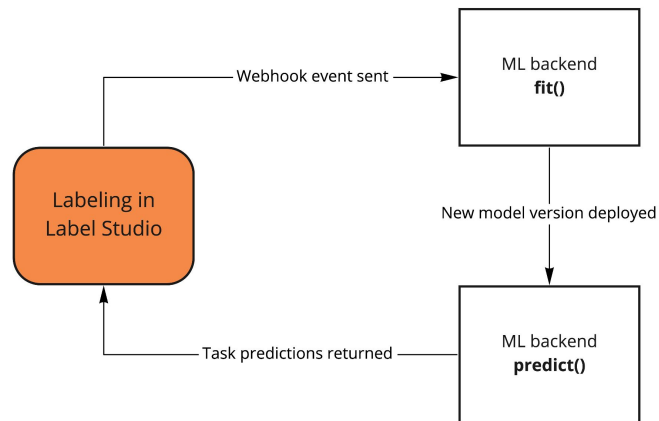 Webhook event sent
ML backend
fit()
Labeling in
Label Studio
New model version deployed
Task predictions returned
ML backend
predict()